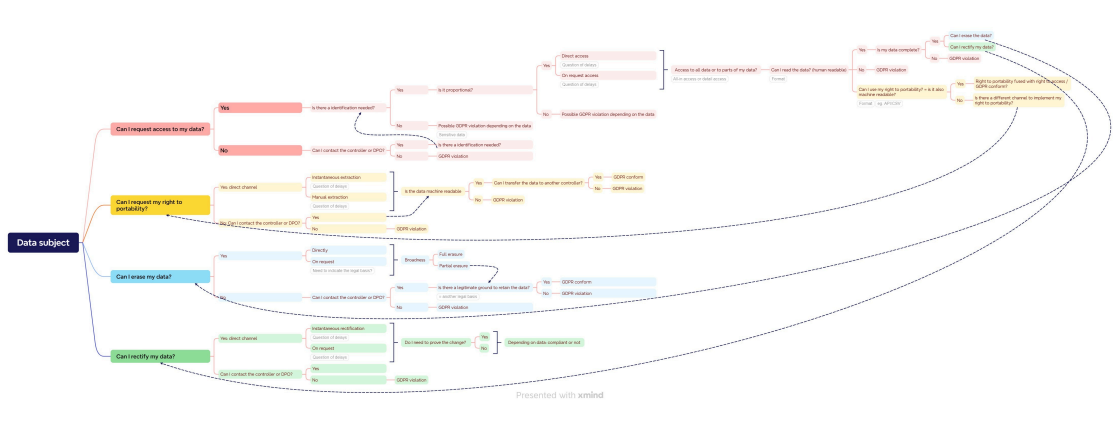 Data subject
Can I request access to my data?
Yes
Is there a identification needed?
Yes
Is it proportional?
Yes
Direct access
Question of delays
On request access
Question of delays
Access to all data or to parts of my data?
All in access or detail access
Can I read the data? (human readable)
Format
Yes
Is my data complete?
Yes
Can I erase the data?
Can I rectify my data?
No
GDPR violation
No
GDPR violation
Can I use my right to portability? + is it also
machine readable?
Format
eg. API/CSV
Yes
Right to portability fused with right to access /
GDPR conform?
No
Is there a different channel to implement my
right to portability?
No
Possible GDPR violation depending on the data
No
Possible GDPR violation depending on the data
Sensitive data
No
Can I contact the controller or DPO?
Yes
Is there a identification needed?
No
GDPR violation
Can I request my right to
portability?
Yes direct channel
Instantaneous extraction
Question of delays
Manual extraction
Question of delays
Is the data machine readable
Yes
Can I transfer the data to another controller?
Yes
GDPR conform
No
GDPR violation
No
GDPR violation
No Can I contact the controller or DPO?
Yes
No
GDPR violation
Can I erase my data?
Yes
Directly
On request
Need to indicate the legal basis?
Broadness
Full erasure
Partial erasure
No
Can I contact the controller or DPO?
Yes
Is there a legitimate ground to retain the data?
+ another legal basis
Yes
GDPR conform
No
GDPR violation
No
GDPR violation
Can I rectify my data?
Yes direct channel
Instantaneous rectification
Question of delays
On request
Question of delays
Do I need to prove the change?
Yes
No
Depending on data: compliant or not
Can I contact the controller or DPO?
Yes
No
GDPR violation
Presented with xmind